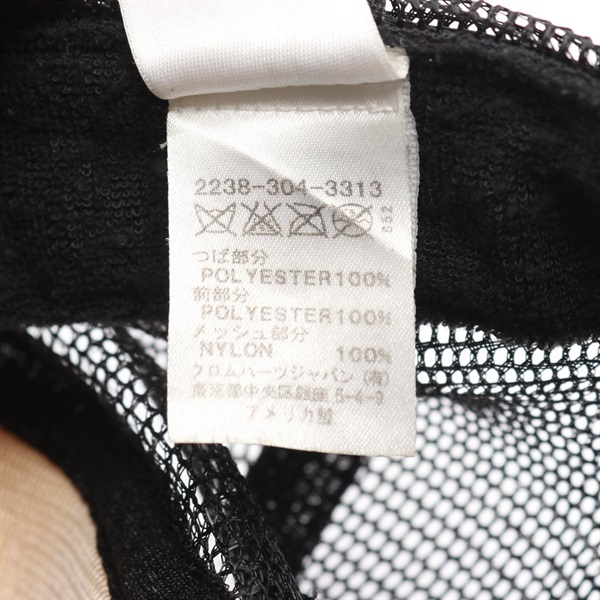 2238-304-3313
652
つば部分
POLYESTER100%
前部分
POLYESTER100%
メッシュ部分
NYLON 100%
クロムハーツジャパン(有)
東京都中央区銀座5-4-9
アメリカ製